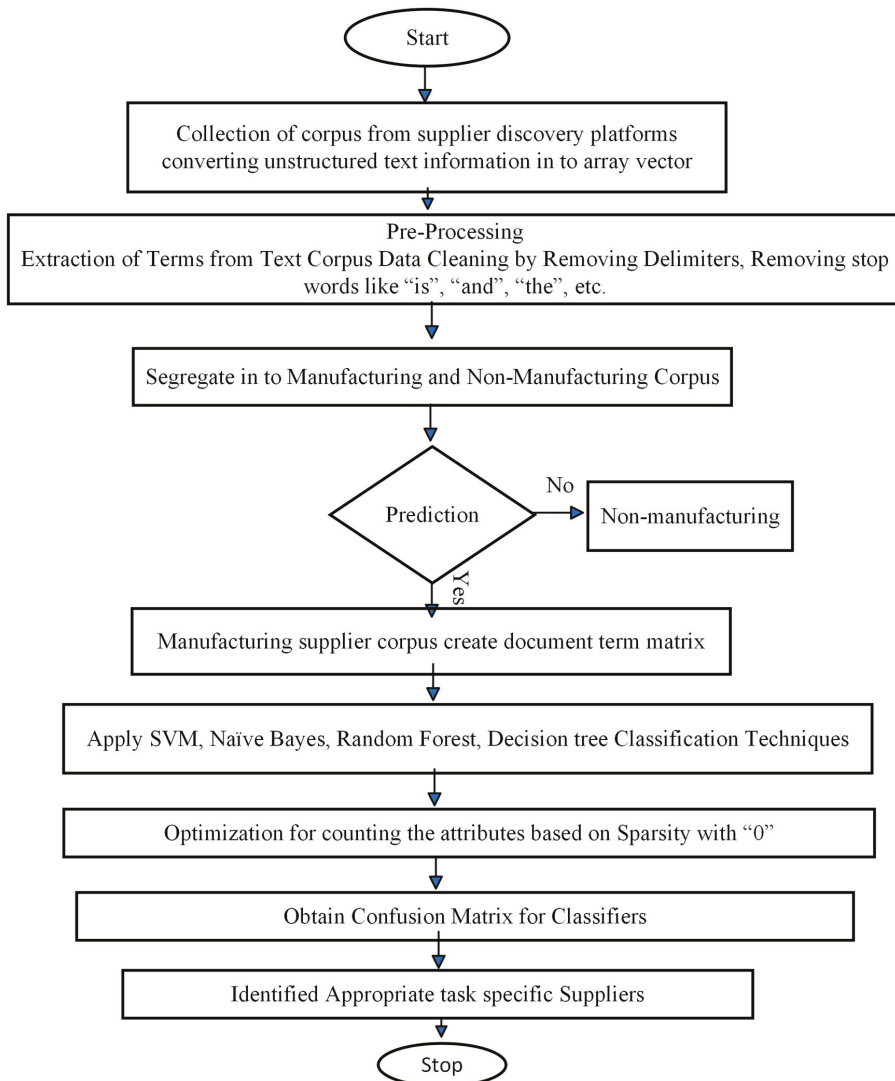 Start
Collection of corpus from supplier discovery platforms
converting unstructured text information in to array vector
Pre-Processing
Extraction of Terms from Text Corpus Data Cleaning by Removing Delimiters, Removing stop
words like “is”, “and”, “the”, etc.
Segregate in to Manufacturing and Non-Manufacturing Corpus
Prediction
No
Non-manufacturing
Yes
Manufacturing supplier corpus create document term matrix
Apply SVM, Naïve Bayes, Random Forest, Decision tree Classification Techniques
Optimization for counting the attributes based on Sparsity with “0”
Obtain Confusion Matrix for Classifiers
Identified Appropriate task specific Suppliers
Stop